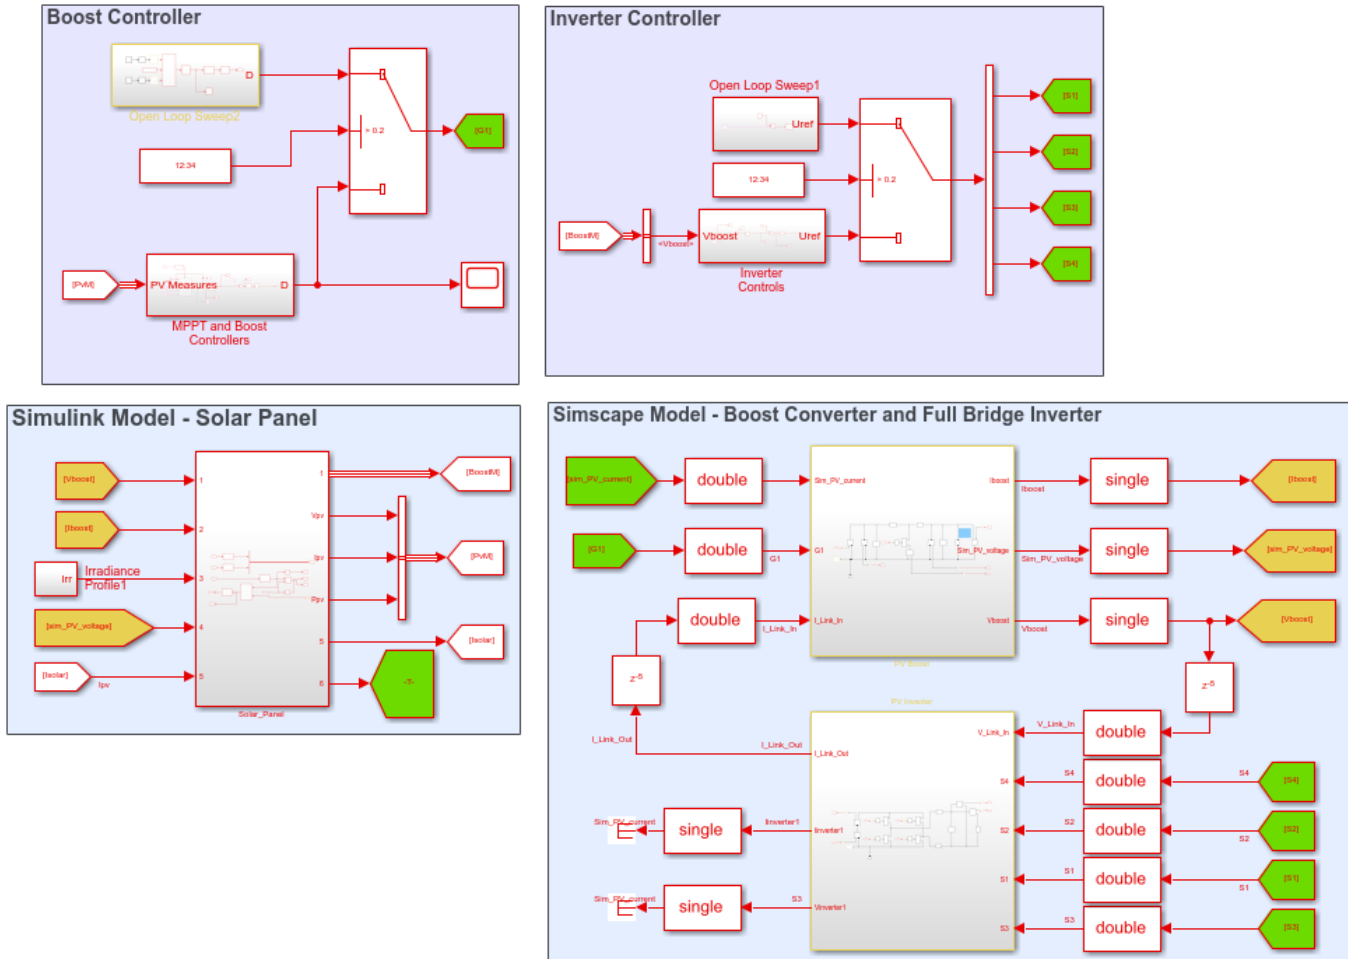 Boost Controller
D
Open Loop Sweep2
> 0.2
[G1]
12:34
[PvM]
PV Measures
D
MPPT and Boost
Controllers
Inverter Controller
Open Loop Sweep1
Uref
12:34
> 0.2
[BoostM]
<Vboost>
Vboost
Uref
Inverter
Controls
[S1]
[S2]
[S3]
[S4]
Simulink Model - Solar Panel
[Vboost]
1
1
[BoostM]
[Iboost]
2
Vpv
Irr
Irradiance
Profile1
3
Ipv
[PvM]
[sim_PV_voltage]
4
Ppv
[Isolar]
Ipv
5
5
[Isolar]
6
-T-
Solar_Panel
Simscape Model - Boost Converter and Full Bridge Inverter
[sim_PV_current]
double
Sim_PV_current
Iboost
Iboost
single
[Iboost]
[G1]
double
G1
G1
Sim_PV_voltage
Sim_PV_voltage
single
[sim_PV_voltage]
double
I_Link_In
I_Link_In
Vboost
Vboost
single
[Vboost]
PV Boost
z-5
z-5
PV Inverter
I_Link_Out
I_Link_Out
I_Link_Out
V_Link_In
V_Link_In
double
S4
S4
double
S4
[S4]
Sim_PV_current
single
Iinverter1
Iinverter1
S2
S2
double
S2
[S2]
S1
S1
double
S1
[S1]
Sim_PV_current
single
S3
Vinverter1
S3
S3
double
[S3]